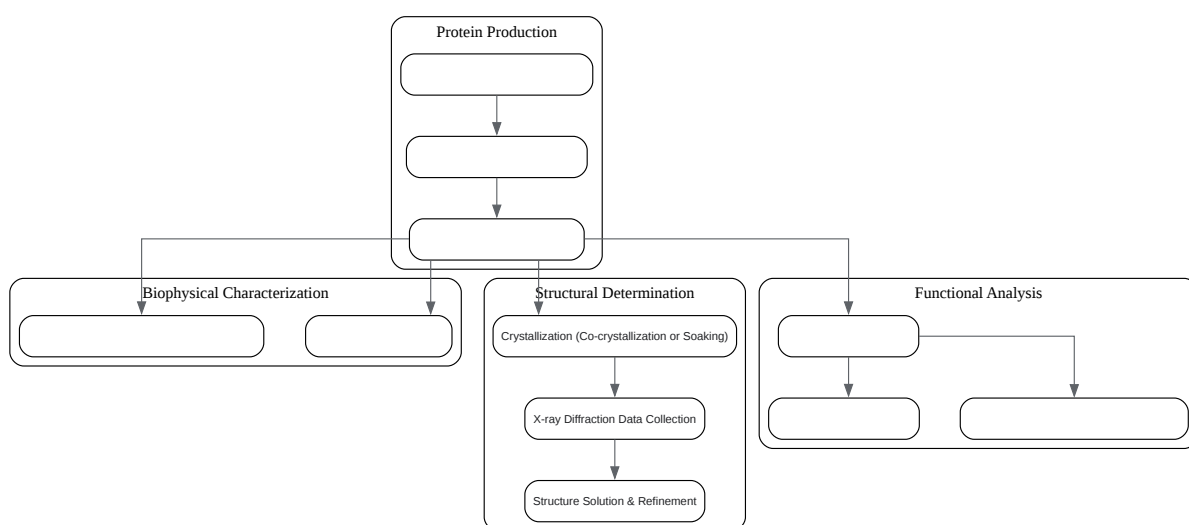 Protein Production
Biophysical Characterization
Structural Determination
Functional Analysis
Crystallization (Co-crystallization or Soaking)
X-ray Diffraction Data Collection
Structure Solution & Refinement